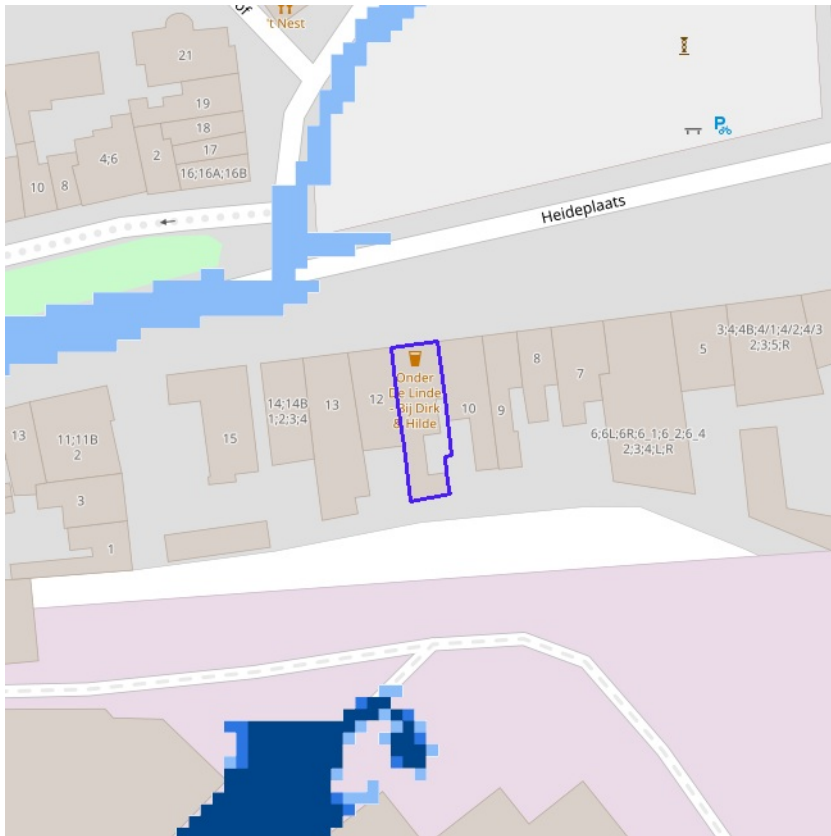 of
't Nest
21
19
18
17
16;16A;16B
4;6
2
10
8
P
Heideplaats
3;4;4B;4/1;4/2;4/3
2;3;5;R
5
8
7
Onder
De Linde
- Bij Dirk
& Hilde
12
10
9
14;14B
1;2;3;4
13
15
13
11;11B
2
6;6L;6R;6_1;6_2;6_4
2;3;4;L;R
3
1